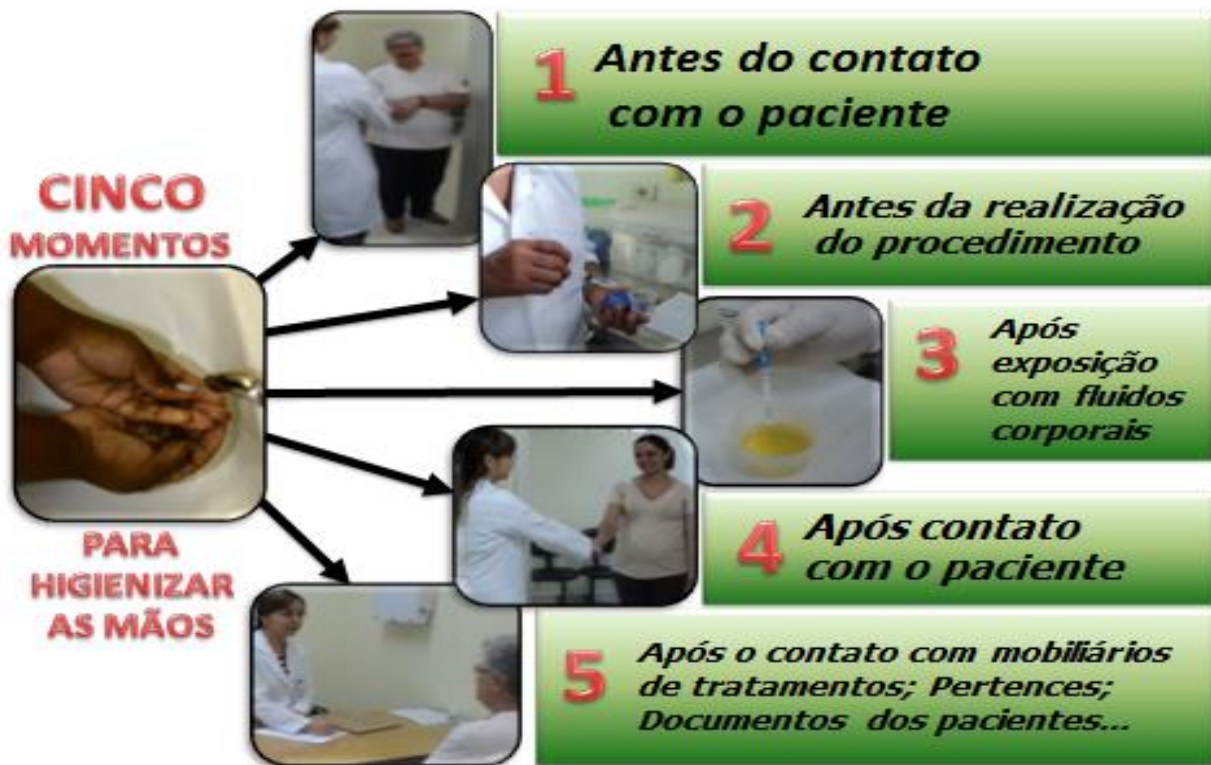 CINCO
MOMENTOS
PARA
HIGIENIZAR
AS MÃOS
1 Antes do contato
com o paciente
2 Antes da realização
do procedimento
3 Após
exposição
com fluidos
corporais
4 Após contato
com o paciente
5 Após o contato com mobiliários
de tratamentos; Pertences;
Documentos dos pacientes...